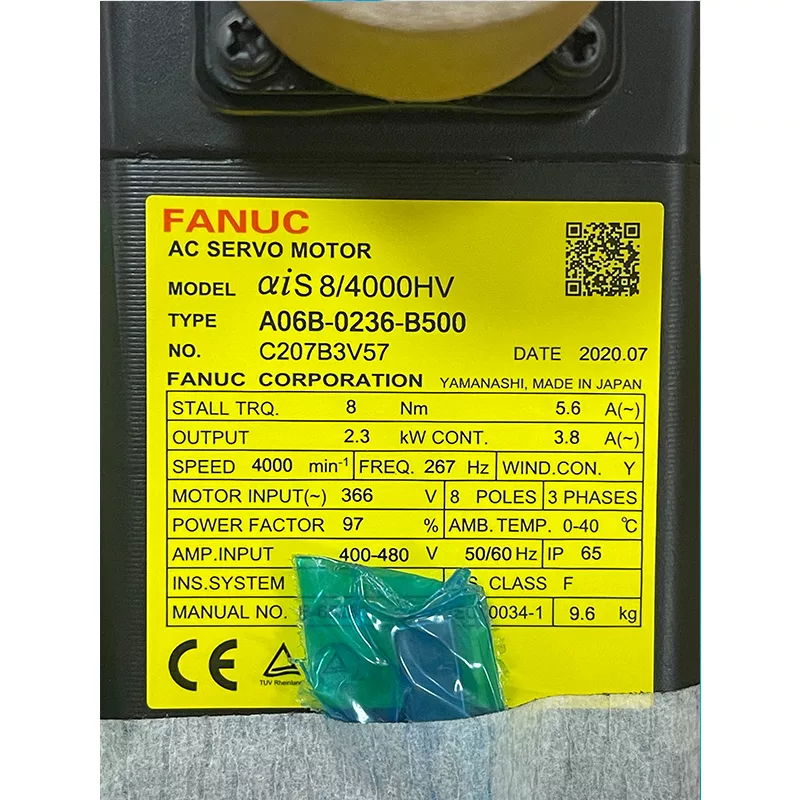 FANUC
AC SERVO MOTOR
MODEL αiS 8/4000HV
TYPE A06B-0236-B500
NO. C207B3V57 DATE 2020.07
FANUC CORPORATION YAMANASHI, MADE IN JAPAN
STALL TRQ. 8 Nm 5.6 A(~)
OUTPUT 2.3 kW CONT. 3.8 A(~)
SPEED 4000 min-1 FREQ. 267 Hz WIND.CON. Y
MOTOR INPUT(~) 366 V 8 POLES 3 PHASES
POWER FACTOR 97 % AMB.TEMP. 0-40 ℃
AMP.INPUT 400-480 V 50/60 Hz IP 65
INS.SYSTEM CLASS F
MANUAL NO. 0034-1 9.6 kg
CE TUV Rheinland